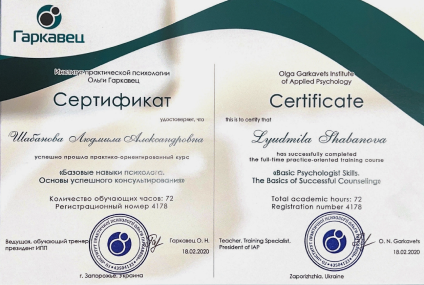 Гаркавец
Институт практической психологии
Ольги Гаркавец
Сертификат
удостоверяет, что
Шабанова Людмила Александровна
успешно прошла практико-ориентированный курс
«Базовые навыки психолога.
Основы успешного консультирования»
Количество обучающих часов: 72
Регистрационный номер 4178
Ведущая, обучающий тренер
президент ИПП
Гаркавец О. Н.
18.02.2020
г. Запорожье, Украина
Olga Garkavets Institute
of Applied Psychology
Certificate
this is to certify that
Lyudmila Shabanova
has successfully completed
the full-time practice-oriented training course
«Basic Psychologist Skills.
The Basics of Successful Counseling»
Total academic hours: 72
Registration number 4178
Teacher, Training Specialist,
President of IAP
O. N. Garkavets
18.02.2020
Zaporizhzhia, Ukraine